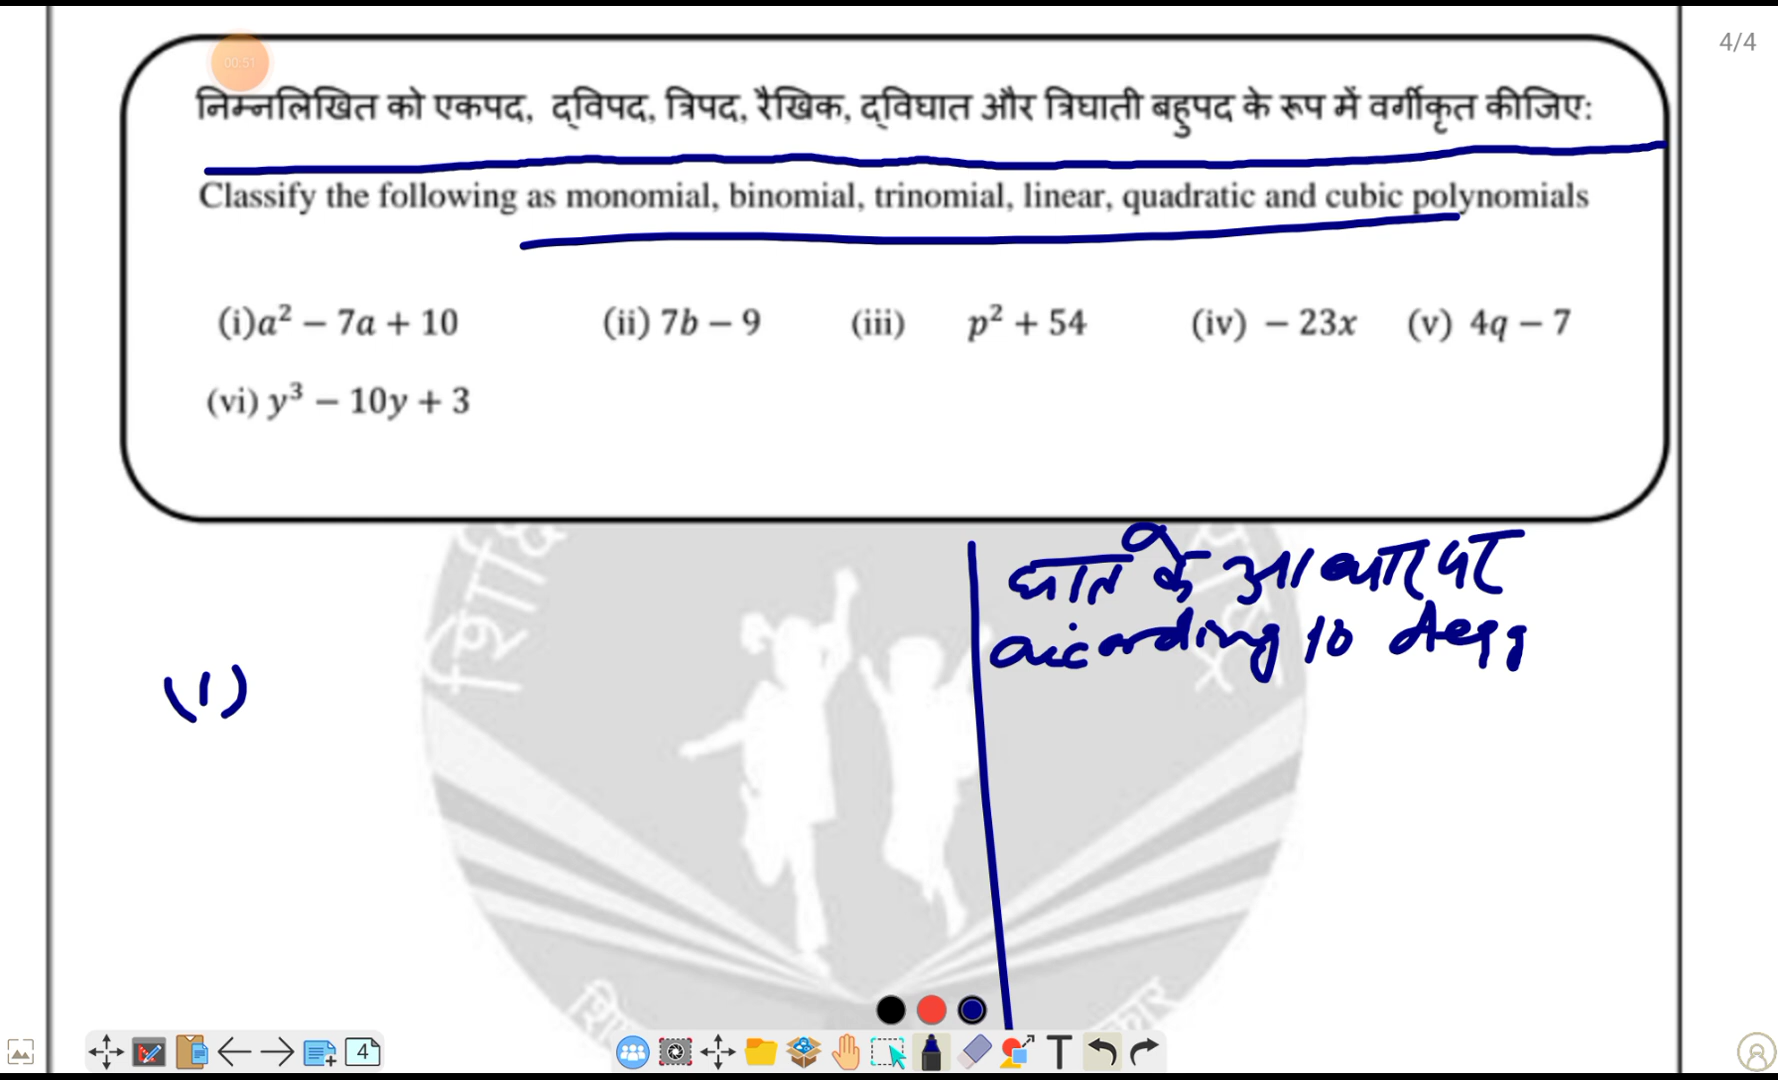 4/4
00:51
निम्नलिखित को एकपद, द्विपद, त्रिपद, रैखिक, द्विघात और त्रिघाती बहुपद के रूप में वर्गीकृत कीजिए:
Classify the following as monomial, binomial, trinomial, linear, quadratic and cubic polynomials
(i)a² – 7a + 10 (ii) 7b – 9 (iii) p² + 54 (iv) – 23x (v) 4q – 7
(vi) y³ – 10y + 3
घात के आधार पर
according to
(1)
4